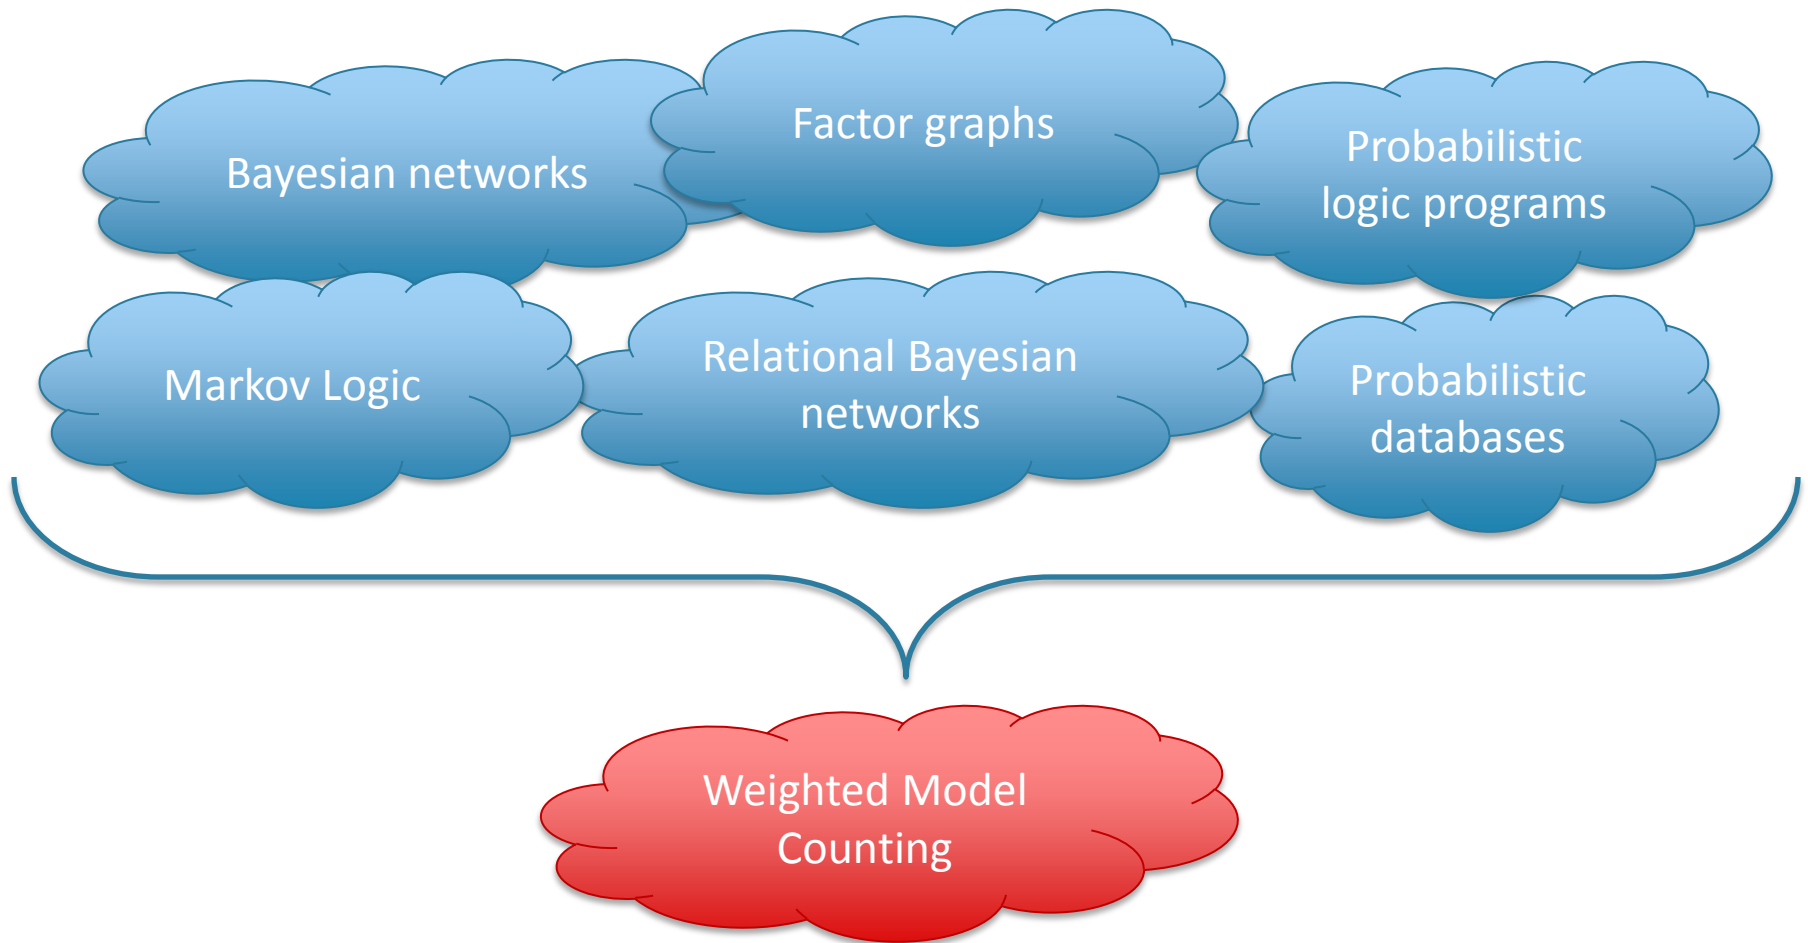 Bayesian networks
Factor graphs
Probabilistic
logic programs
Markov Logic
Relational Bayesian
networks
Probabilistic
databases
Weighted Model
Counting